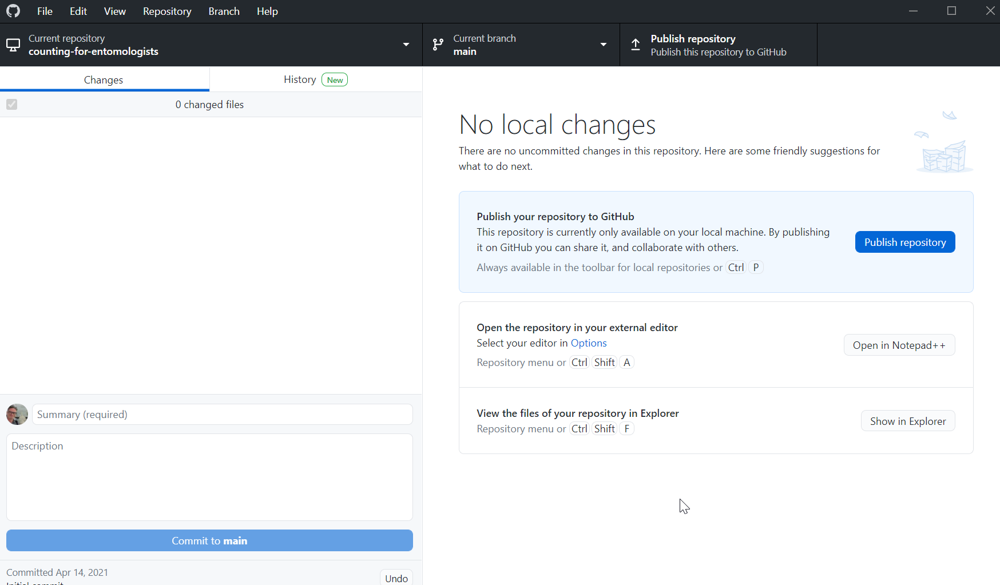 File Edit View Repository Branch Help
Current repository
counting-for-entomologists
Current branch
main
Publish repository
Publish this repository to GitHub
Changes
History New
0 changed files
No local changes
There are no uncommitted changes in this repository. Here are some friendly suggestions for
what to do next.
Publish your repository to GitHub
This repository is currently only available on your local machine. By publishing
it on GitHub you can share it, and collaborate with others.
Always available in the toolbar for local repositories or Ctrl P
Publish repository
Open the repository in your external editor
Select your editor in Options
Repository menu or Ctrl Shift A
Open in Notepad++
View the files of your repository in Explorer
Repository menu or Ctrl Shift F
Show in Explorer
Summary (required)
Description
Commit to main
Committed Apr 14, 2021
Initial commit
Undo